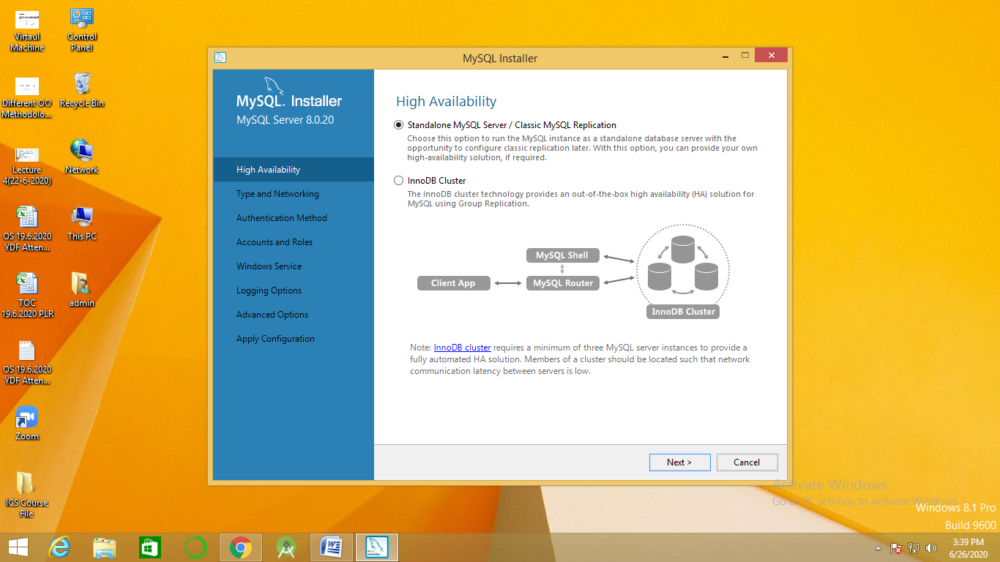 Virtaul
Machine
Control
Panel
Different OO
Methodolo...
Recycle Bin
Lecture
4(22-6-2020)
Network
OS 19.6.2020
YDF Atten...
This PC
TOC
19.6.2020 PLR
admin
OS 19.6.2020
YDF Atten...
Zoom
ICS Course
File
MySQL Installer
MySQL. Installer
MySQL Server 8.0.20
High Availability
Type and Networking
Authentication Method
Accounts and Roles
Windows Service
Logging Options
Advanced Options
Apply Configuration
High Availability
Standalone MySQL Server / Classic MySQL Replication
Choose this option to run the MySQL instance as a standalone database server with the
opportunity to configure classic replication later. With this option, you can provide your own
high-availability solution, if required.
InnoDB Cluster
The InnoDB cluster technology provides an out-of-the-box high availability (HA) solution for
MySQL using Group Replication.
MySQL Shell
Client App
MySQL Router
InnoDB Cluster
Note: InnoDB cluster requires a minimum of three MySQL server instances to provide a
fully automated HA solution. Members of a cluster should be located such that network
communication latency between servers is low.
Next >
Cancel
Activate Windows
Go to PC settings to activate Windows.
Windows 8.1 Pro
Build 9600
3:39 PM
6/26/2020